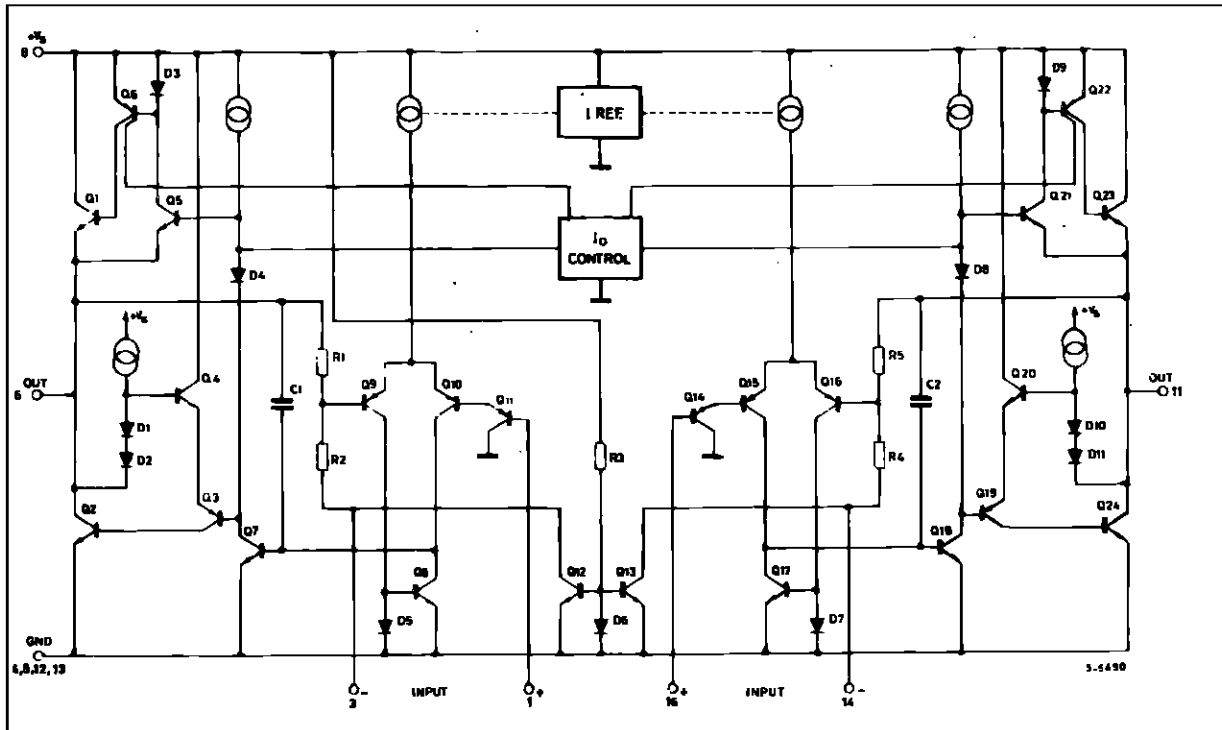 +Vs
8
D3
D9
Q6
Q22
I REF.
Q1
Q5
Q21
Q23
Io
CONTROL
D4
D8
+Vs
+Vs
R1
R5
Q4
Q9
Q10
Q15
Q16
Q20
OUT
6
C1
Q11
Q14
C2
OUT
11
D1
D10
D2
R2
R3
R4
D11
Q2
Q3
Q19
Q24
Q7
Q18
Q8
Q12
Q13
Q17
D5
D6
D7
GND
4,5,12,13
S-6490
3
-
INPUT
+
1
16
+
INPUT
-
14